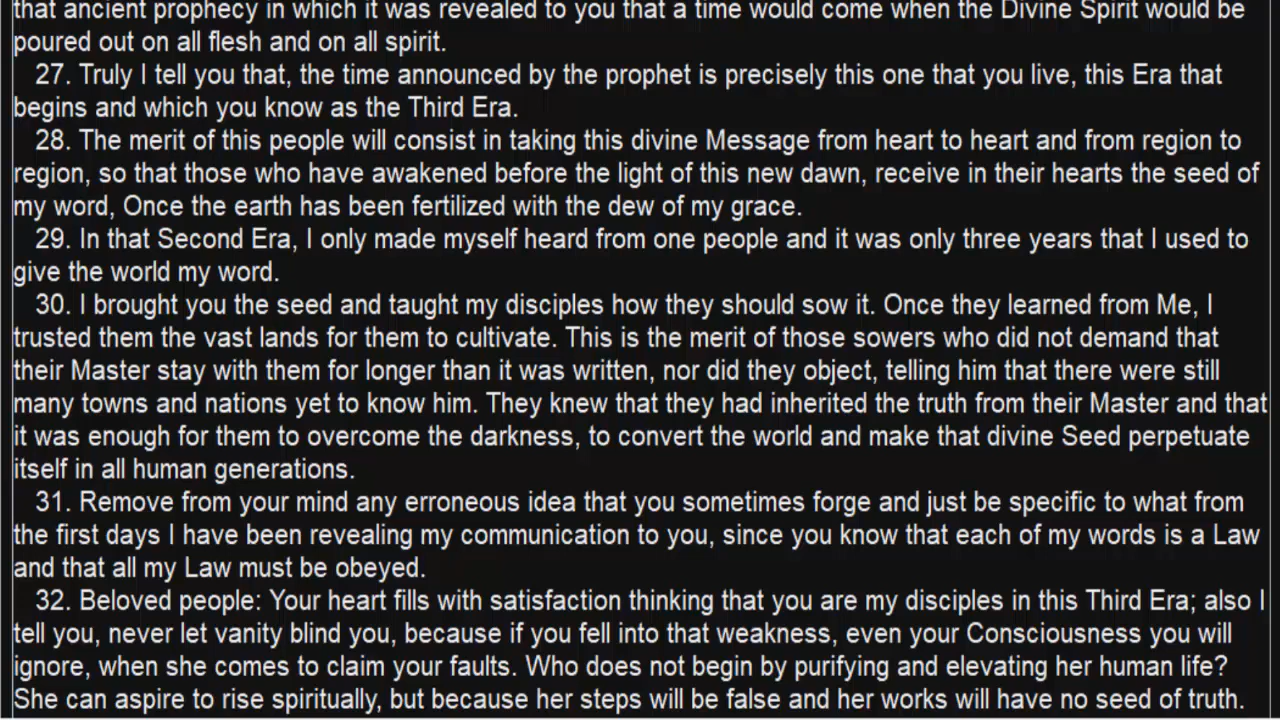 that ancient prophecy in which it was revealed to you that a time would come when the Divine Spirit would be
poured out on all flesh and on all spirit.
27. Truly I tell you that, the time announced by the prophet is precisely this one that you live, this Era that
begins and which you know as the Third Era.
28. The merit of this people will consist in taking this divine Message from heart to heart and from region to
region, so that those who have awakened before the light of this new dawn, receive in their hearts the seed of
my word, Once the earth has been fertilized with the dew of my grace.
29. In that Second Era, I only made myself heard from one people and it was only three years that I used to
give the world my word.
30. I brought you the seed and taught my disciples how they should sow it. Once they learned from Me, I
trusted them the vast lands for them to cultivate. This is the merit of those sowers who did not demand that
their Master stay with them for longer than it was written, nor did they object, telling him that there were still
many towns and nations yet to know him. They knew that they had inherited the truth from their Master and that
it was enough for them to overcome the darkness, to convert the world and make that divine Seed perpetuate
itself in all human generations.
31. Remove from your mind any erroneous idea that you sometimes forge and just be specific to what from
the first days I have been revealing my communication to you, since you know that each of my words is a Law
and that all my Law must be obeyed.
32. Beloved people: Your heart fills with satisfaction thinking that you are my disciples in this Third Era; also I
tell you, never let vanity blind you, because if you fell into that weakness, even your Consciousness you will
ignore, when she comes to claim your faults. Who does not begin by purifying and elevating her human life?
She can aspire to rise spiritually, but because her steps will be false and her works will have no seed of truth.